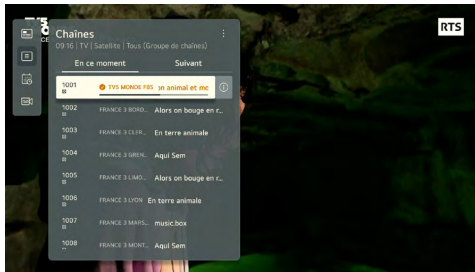 TV5
RTS
Chaînes
09:16 | TV | Satellite | Tous (Groupe de chaînes)
En ce moment
Suivant
1001 TV5 MONDE FBS on animal et mo
1002 FRANCE 3 BORD... Alors on bouge en r...
1003 FRANCE 3 CLER... En terre animale
1004 FRANCE 3 GREN... Aqui Sem
1005 FRANCE 3 LIMO... Alors on bouge en r...
1006 FRANCE 3 LYON En terre animale
1007 FRANCE 3 MARS... music.box
1008 FRANCE 3 MONT... Aqui Sem